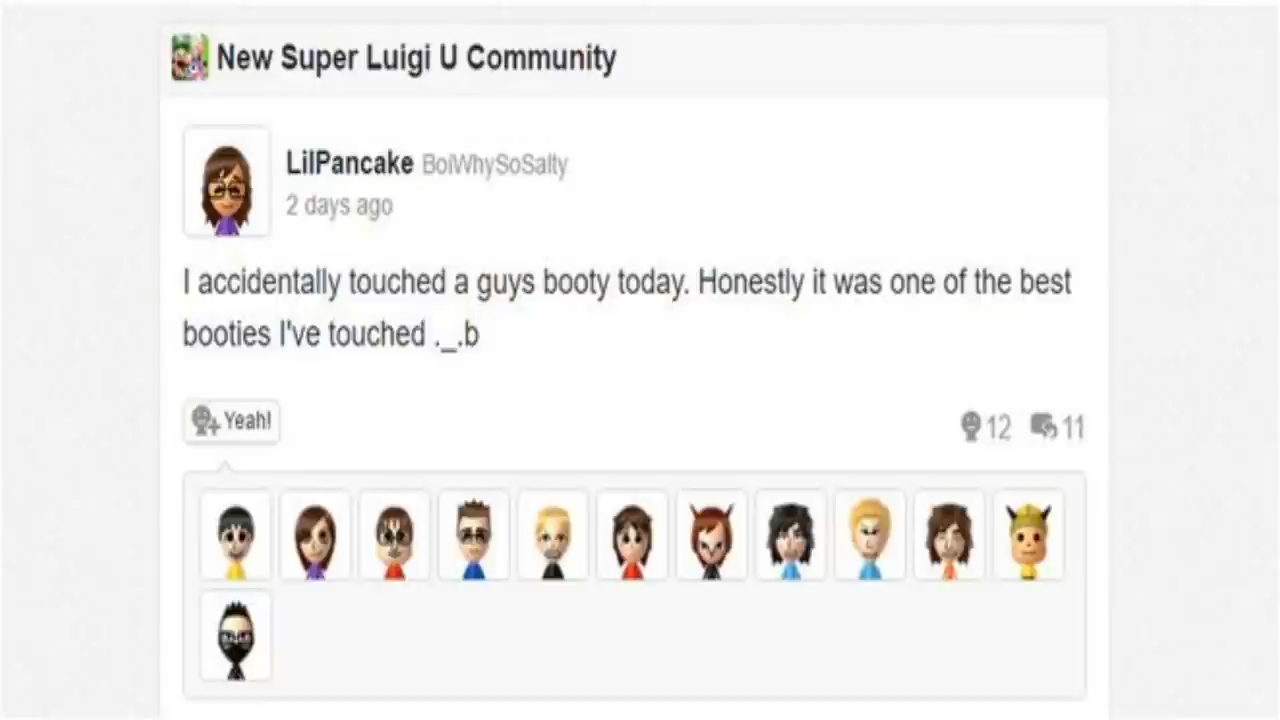 New Super Luigi U Community
LilPancake BoiWhySoSalty
2 days ago
I accidentally touched a guys booty today. Honestly it was one of the best
booties I've touched ._.b
Yeah! 12 11